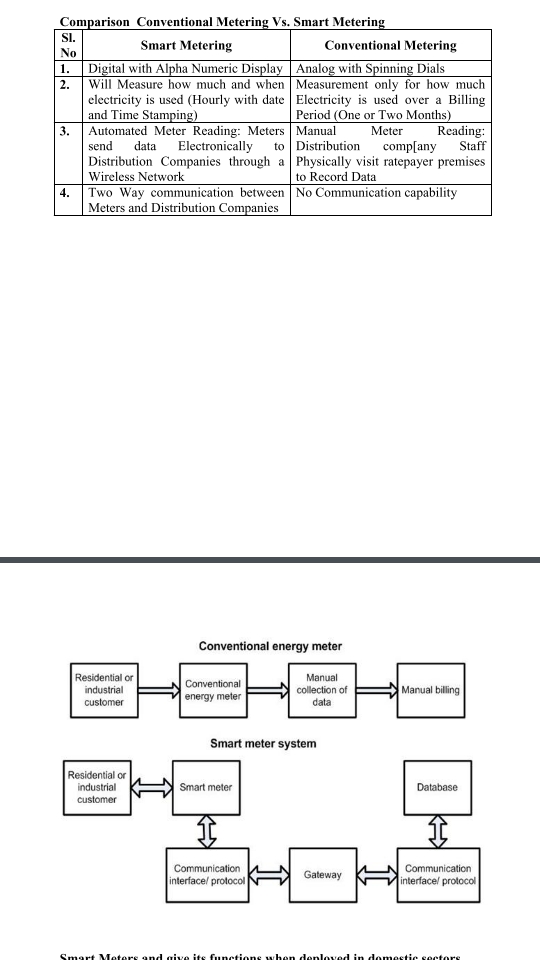 Comparison Conventional Metering Vs. Smart Metering
Sl.
No
Smart Metering
Conventional Metering
1.
Digital with Alpha Numeric Display
Analog with Spinning Dials
2.
Will Measure how much and when
electricity is used (Hourly with date
and Time Stamping)
Measurement only for how much
Electricity is used over a Billing
Period (One or Two Months)
3.
Automated Meter Reading: Meters
send data Electronically to
Distribution Companies through a
Wireless Network
Manual Meter Reading:
Distribution comp[any Staff
Physically visit ratepayer premises
to Record Data
4.
Two Way communication between
Meters and Distribution Companies
No Communication capability
Conventional energy meter
Residential or
industrial
customer
Conventional
energy meter
Manual
collection of
data
Manual billing
Smart meter system
Residential or
industrial
customer
Smart meter
Database
Communication
interface/ protocol
Gateway
Communication
interface/ protocol
Smart Meters and give its functions when deployed in domestic sectors